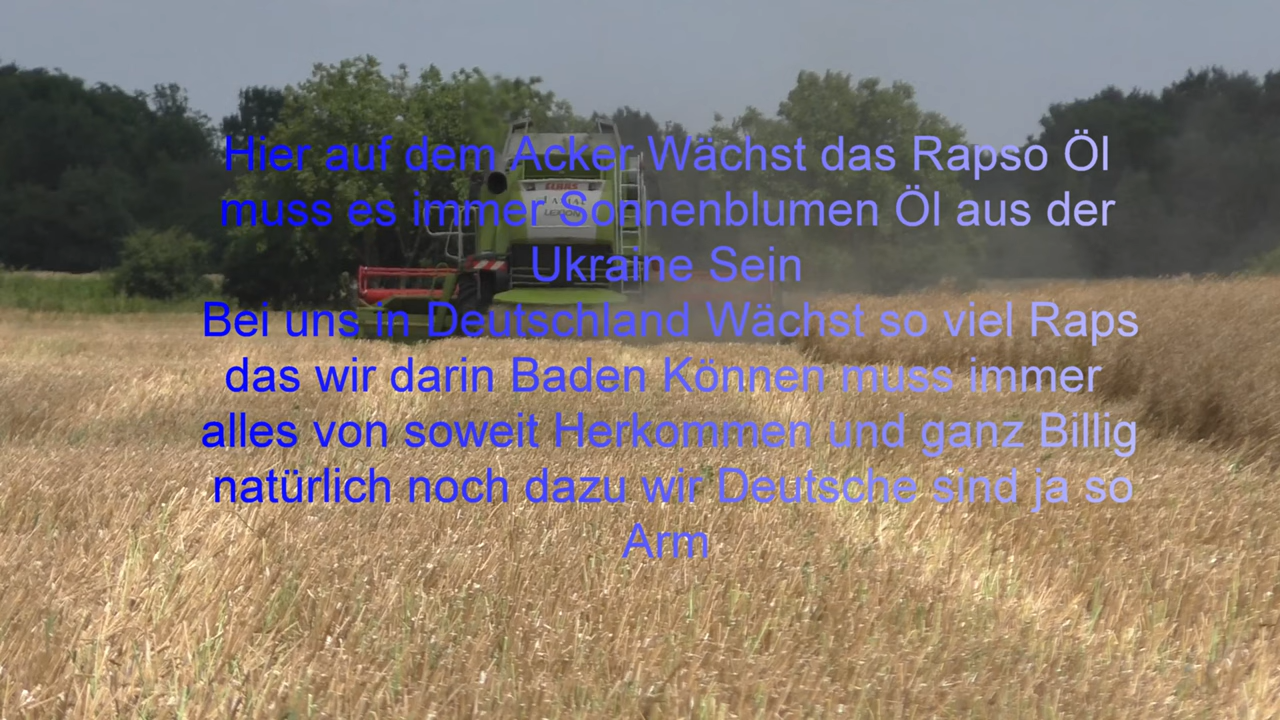 Hier auf dem Acker Wächst das Rapso Öl
muss es immer Sonnenblumen Öl aus der
Ukraine Sein
Bei uns in Deutschland Wächst so viel Raps
das wir darin Baden Können muss immer
alles von soweit Herkommen und ganz Billig
natürlich noch dazu wir Deutsche sind ja so
Arm
CLAAS
LEXION